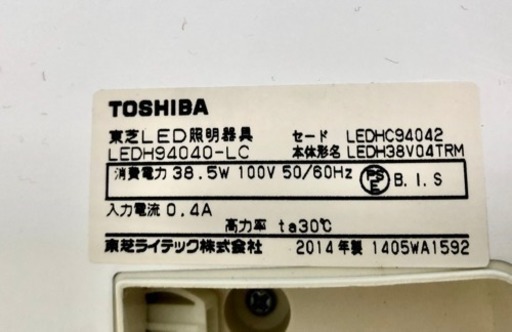 TOSHIBA
東芝LED照明器具 セード LEDHC94042
LEDH94040-LC 本体形名 LEDH38V04TRM
消費電力 38.5W 100V 50/60Hz PSE B.I.S
入力電流 0.4A
高力率 ta30℃
東芝ライテック株式会社 2014年製 1405WA1592